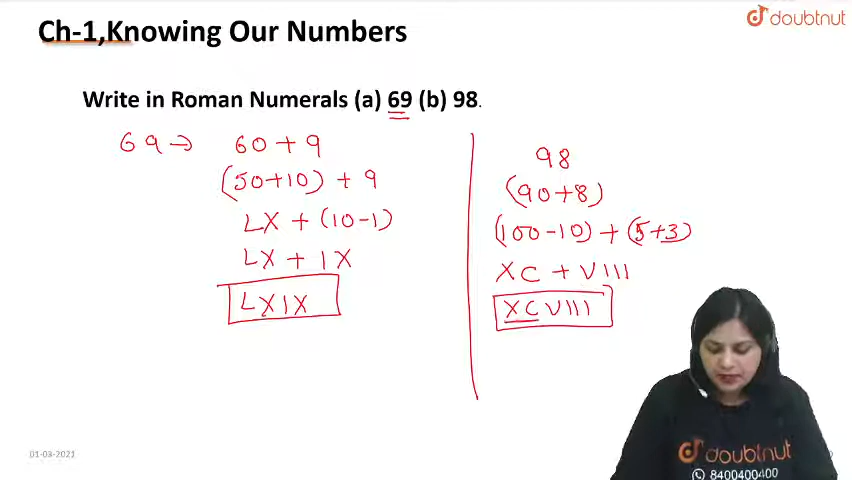 Ch-1,Knowing Our Numbers
doubtnut
Write in Roman Numerals (a) 69 (b) 98.
69 → 60 + 9
(50+10) + 9
LX + (10-1)
LX + IX
LXIX
98
(90+8)
(100-10) + (5+3)
XC + VIII
XCVIII
01-03-2021
doubtnut
8400400400